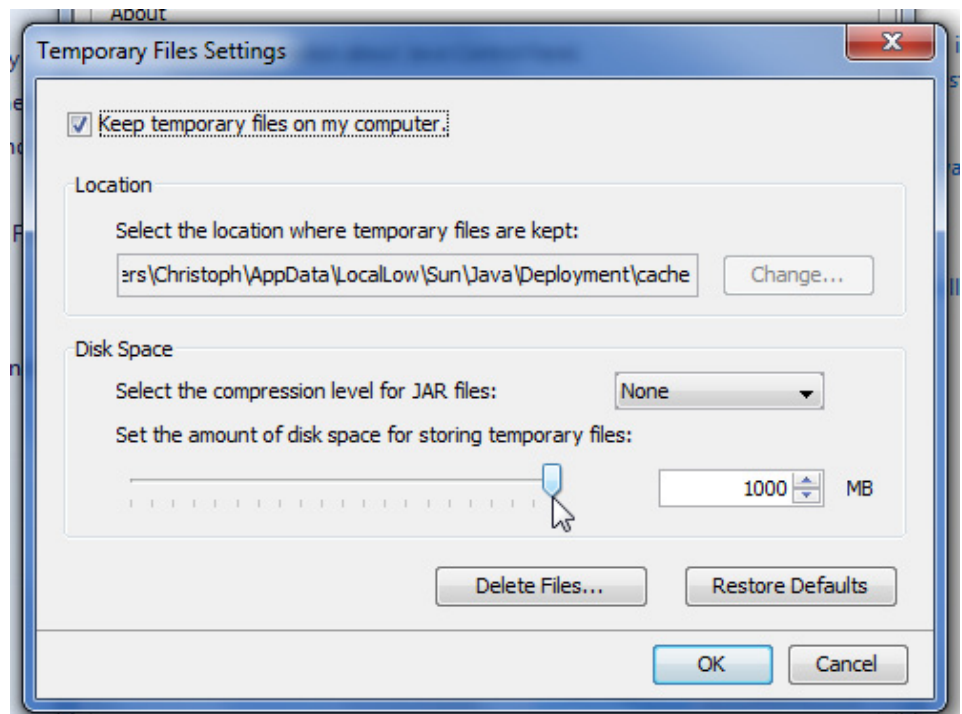 About
Temporary Files Settings
Keep temporary files on my computer.
Location
Select the location where temporary files are kept:
ers\Christoph\AppData\LocalLow\Sun\Java\Deployment\cache
Change...
Disk Space
Select the compression level for JAR files:
None
Set the amount of disk space for storing temporary files:
1000
MB
Delete Files...
Restore Defaults
OK
Cancel